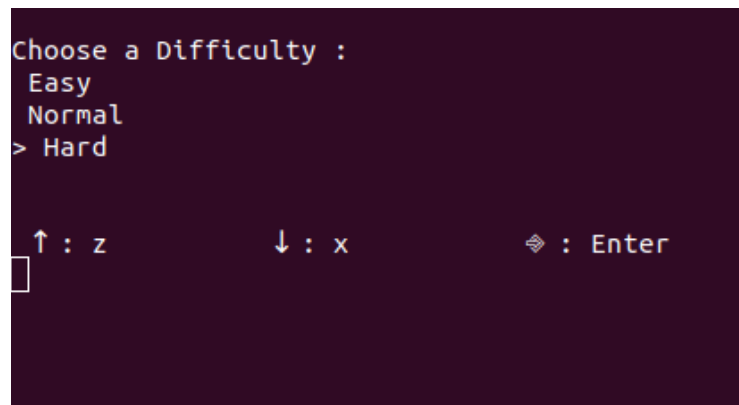 Choose a Difficulty :
Easy
Normal
> Hard
↑ : z ↓ : x ⎆ : Enter